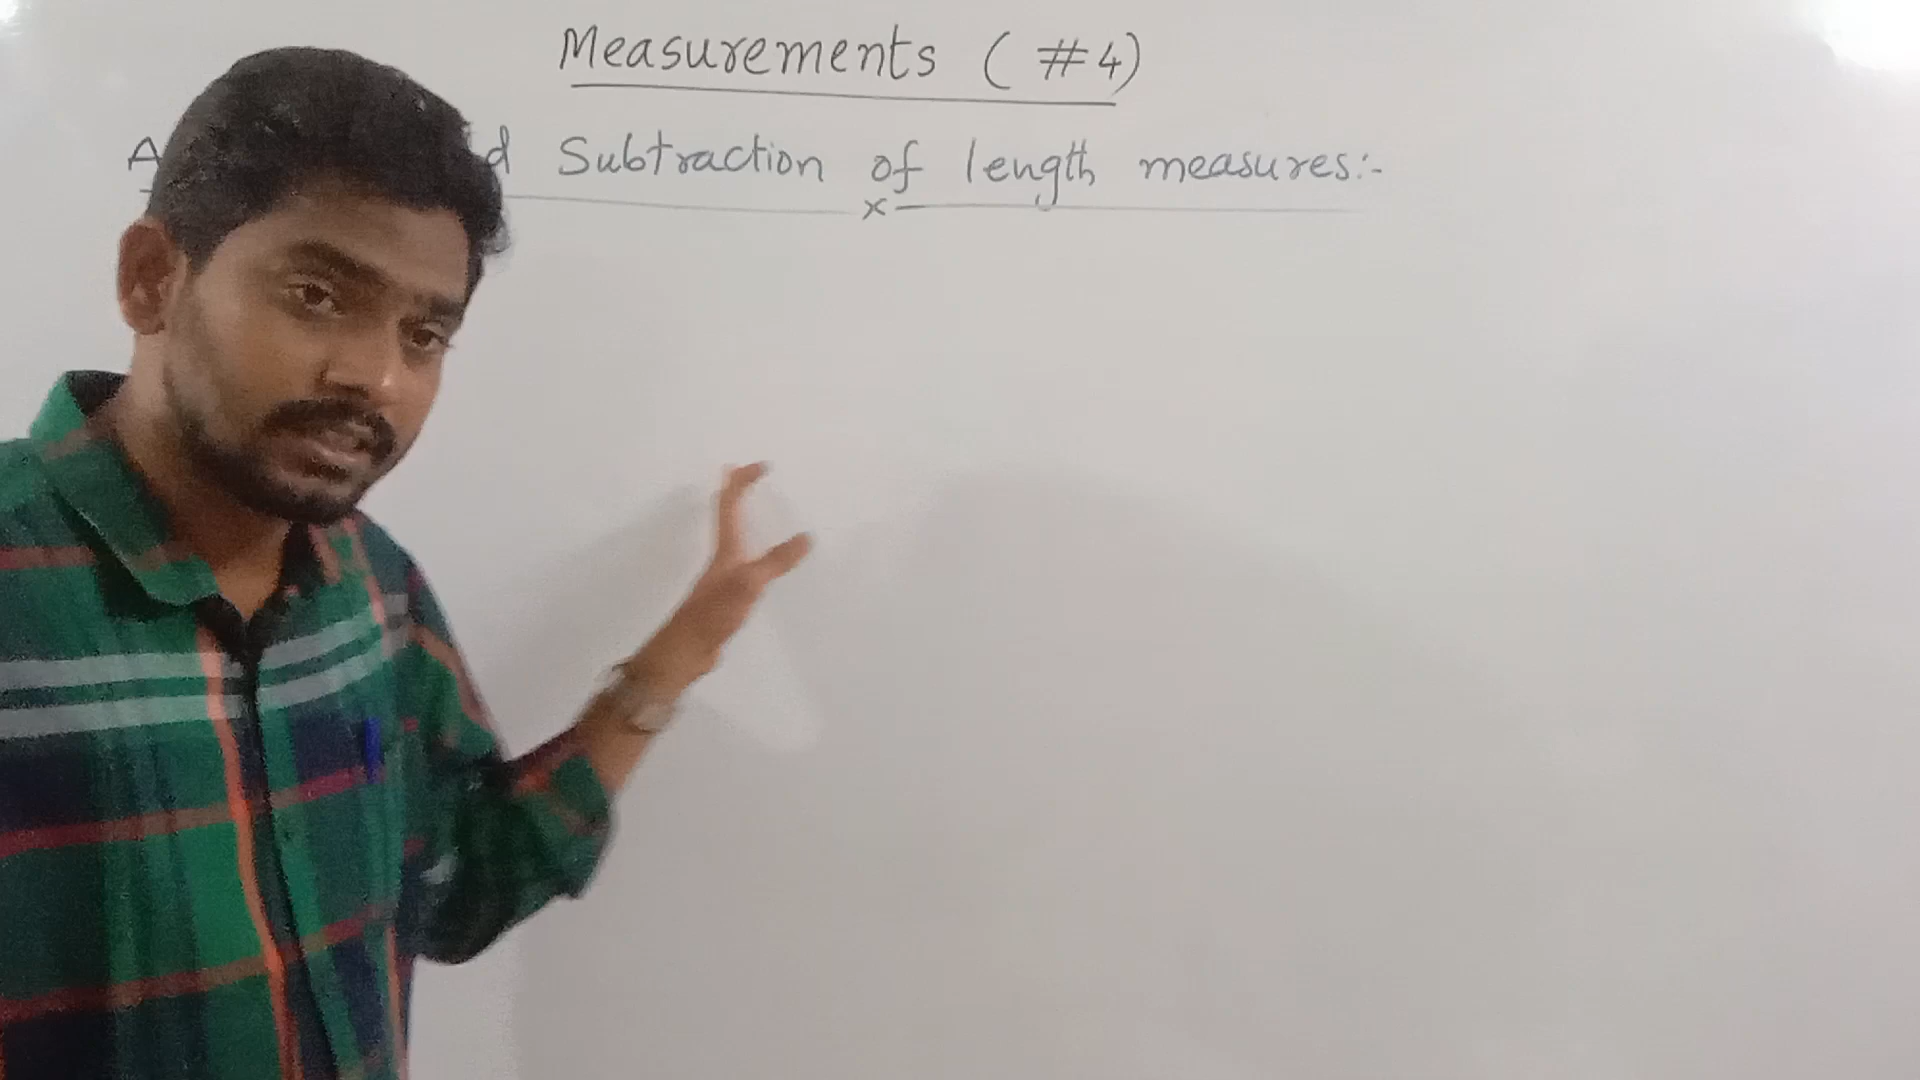 Measurements (#4)
Subtraction of length measures:-
x